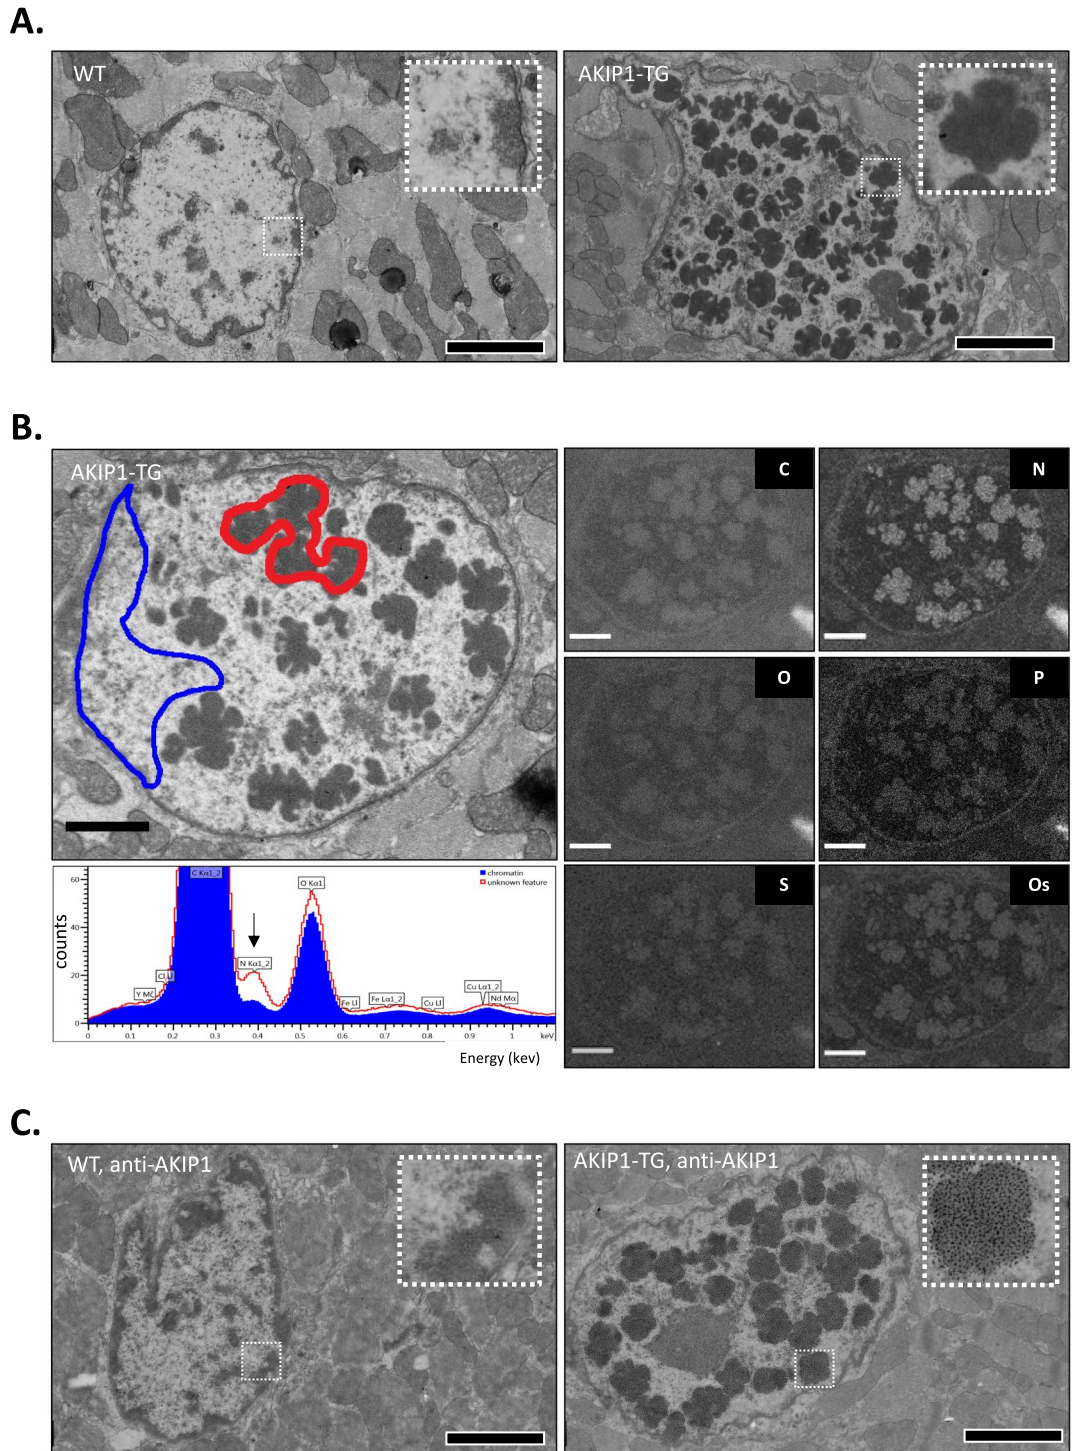 A.
WT
AKIP1-TG
B.
AKIP1-TG
C
N
O
P
S
Os
chromatin
unknown feature
60
40
20
0
counts
C Kα1_2
O Kα1
N Kα1_2
Cl Ll
Y Mζ
Fe Ll
Fe Lα1_2
Cu Ll
Cu Lα1_2
Nd Mα
0 0.1 0.2 0.3 0.4 0.5 0.6 0.7 0.8 0.9 1 keV
Energy (kev)
C.
WT, anti-AKIP1
AKIP1-TG, anti-AKIP1